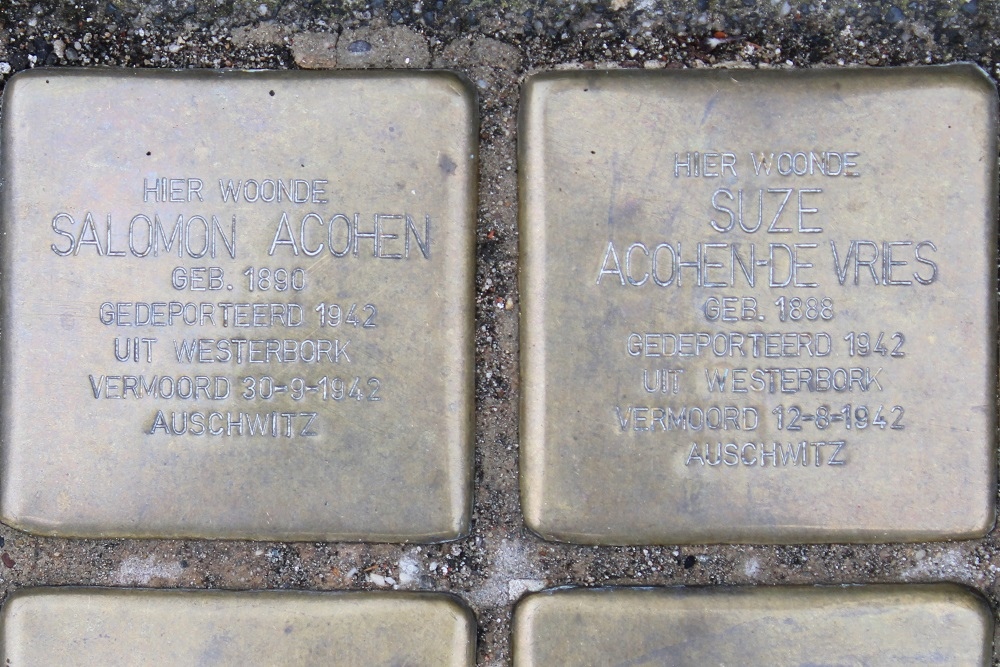 HIER WOONDE
SALOMON ACOHEN
GEB. 1890
GEDEPORTEERD 1942
UIT WESTERBORK
VERMOORD 30-9-1942
AUSCHWITZ
HIER WOONDE
SUZE
ACOHEN-DE VRIES
GEB. 1888
GEDEPORTEERD 1942
UIT WESTERBORK
VERMOORD 12-8-1942
AUSCHWITZ